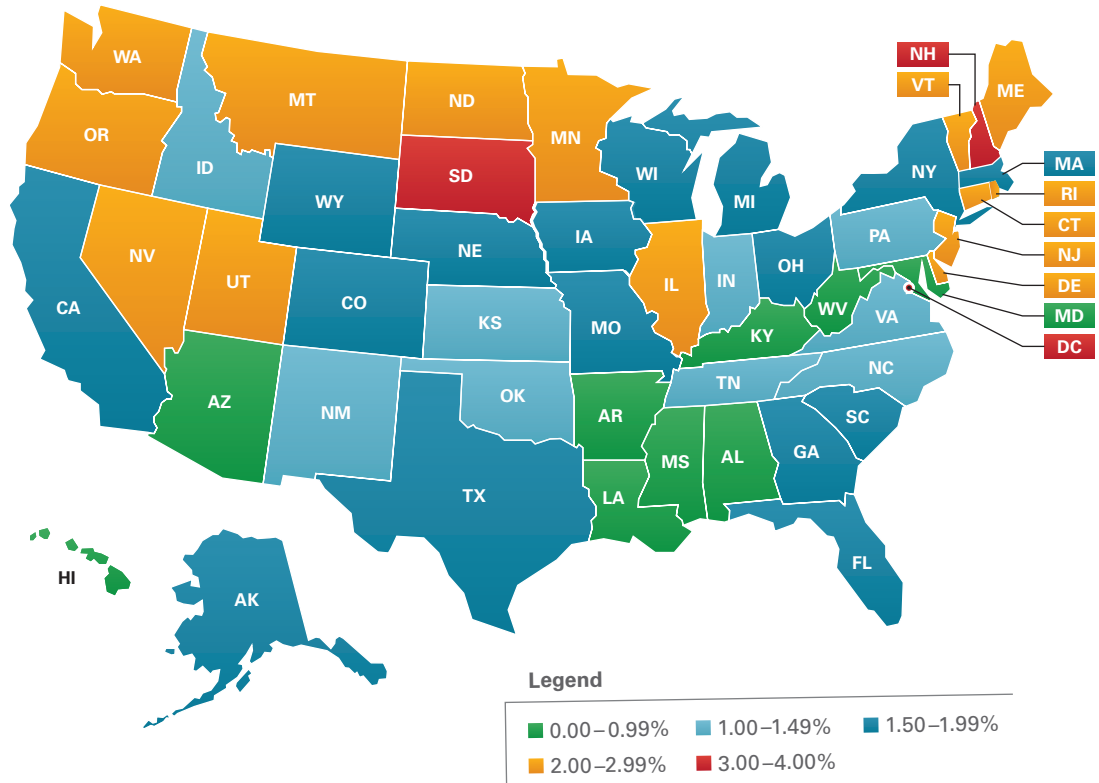 WA
MT
ND
MN
OR
ID
SD
WY
WI
MI
NY
NH
VT
ME
MA
RI
CT
NJ
DE
MD
DC
CA
NV
UT
CO
NE
IA
IL
IN
OH
PA
KS
MO
KY
WV
VA
AZ
NM
OK
AR
TN
NC
TX
LA
MS
AL
GA
SC
FL
HI
AK
Legend
0.00–0.99% 1.00–1.49% 1.50–1.99%
2.00–2.99% 3.00–4.00%